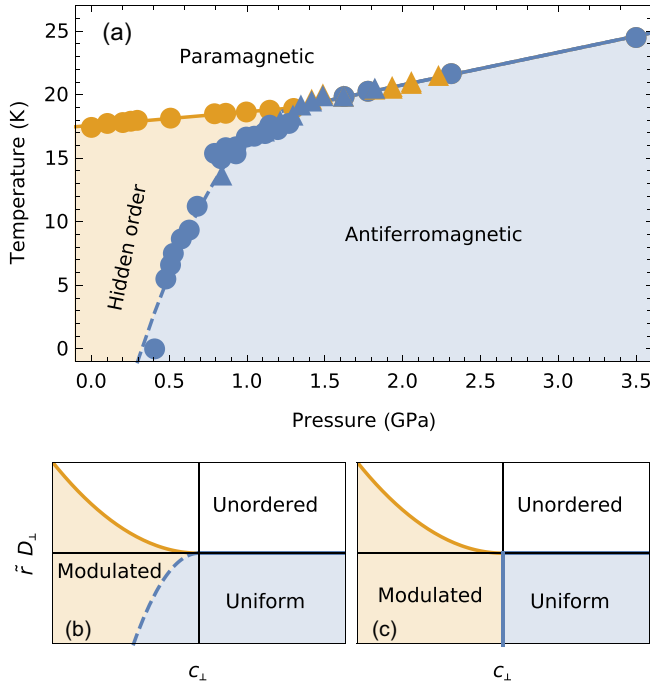 (a)
Paramagnetic
Hidden order
Antiferromagnetic
Temperature (K)
25
20
15
10
5
0
0.0 0.5 1.0 1.5 2.0 2.5 3.0 3.5
Pressure (GPa)
Unordered
Modulated
Uniform
(b)
Unordered
Modulated
Uniform
(c)
r̃ D⊥
c⊥
c⊥